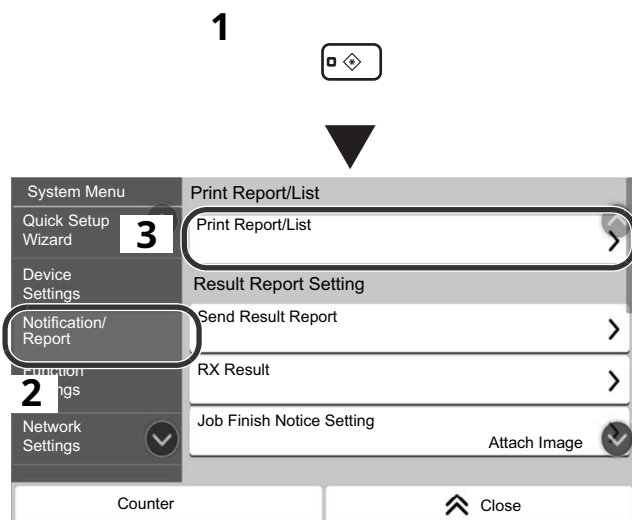 1
System Menu
Print Report/List
Quick Setup
Wizard
3
Print Report/List
Device
Settings
Result Report Setting
Notification/
Report
Send Result Report
2
RX Result
Network
Settings
Job Finish Notice Setting
Attach Image
Counter
Close